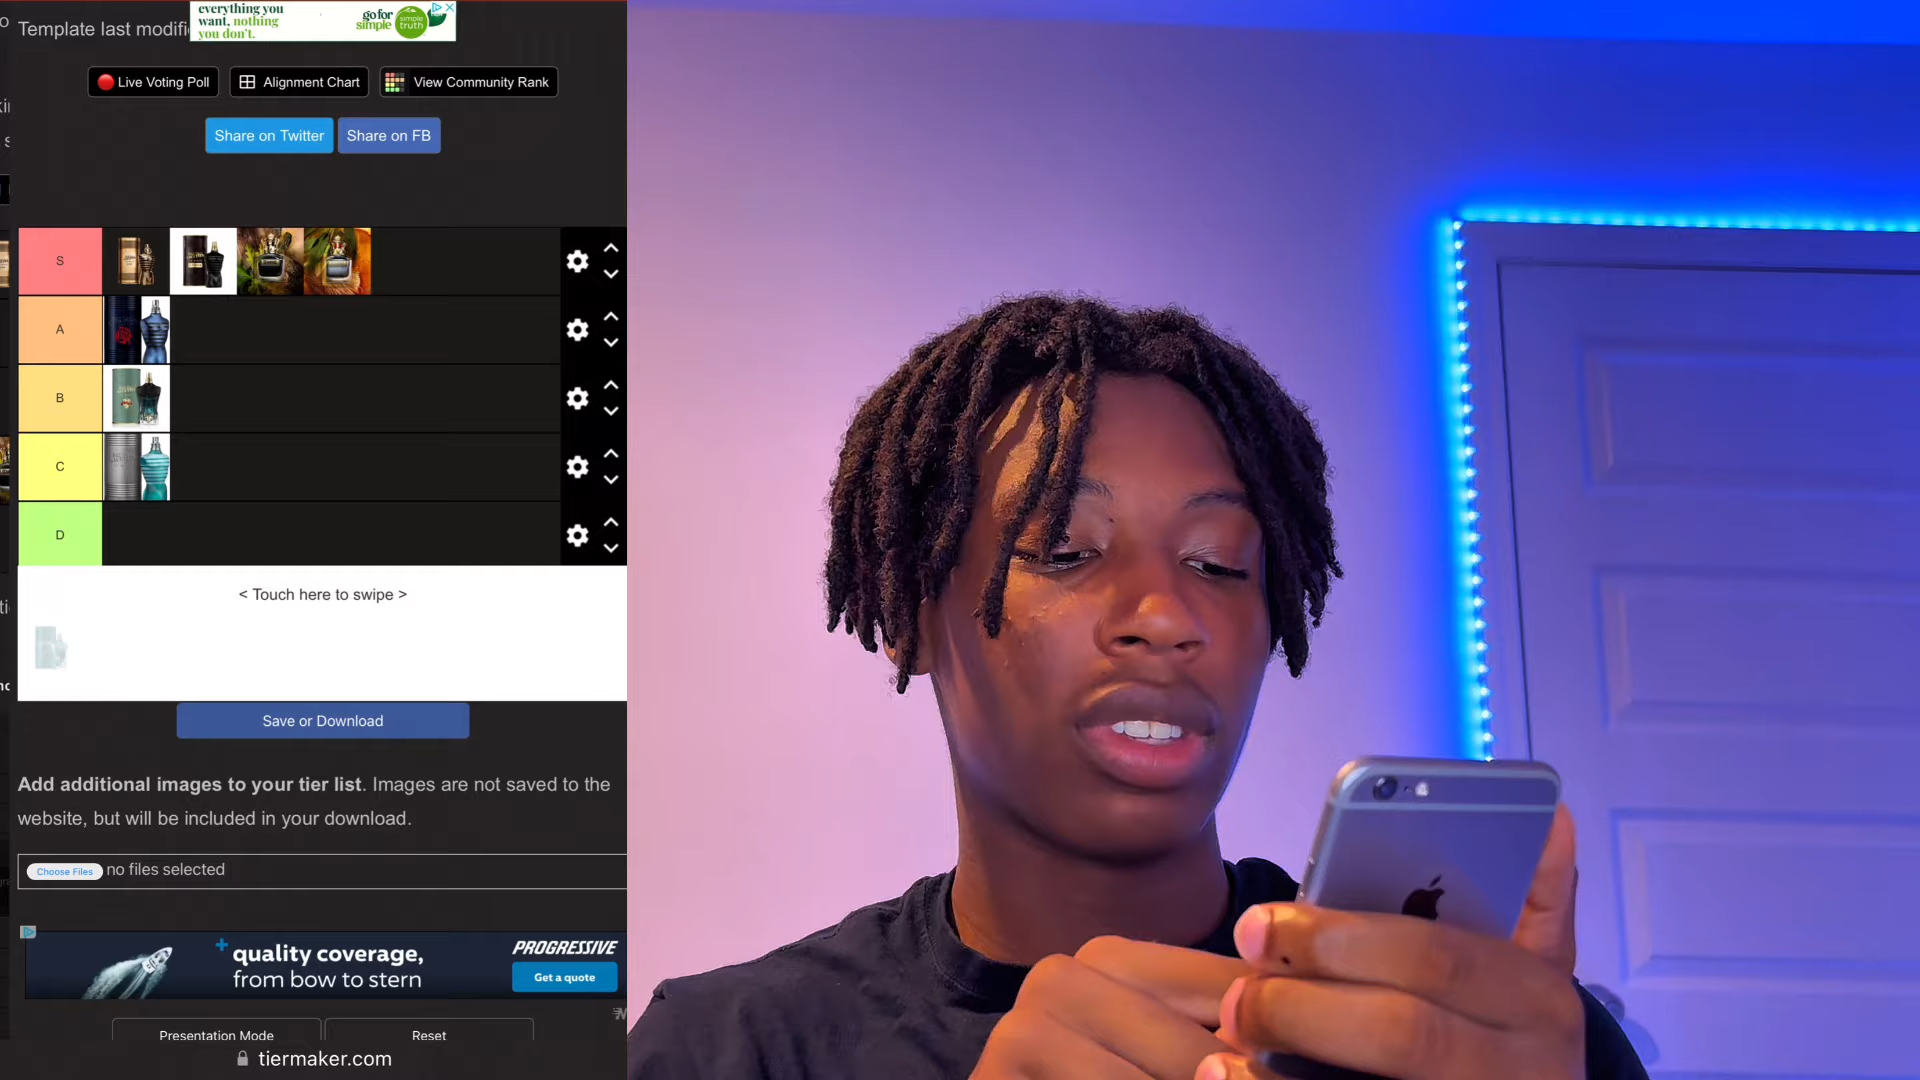 everything you
want, nothing
you don't.
go for
simple
simple
truth
Template last modifi
Live Voting Poll
Alignment Chart
View Community Rank
Share on Twitter
Share on FB
S
A
B
C
D
< Touch here to swipe >
Save or Download
Add additional images to your tier list. Images are not saved to the
website, but will be included in your download.
Choose Files no files selected
quality coverage,
from bow to stern
PROGRESSIVE
Get a quote
Presentation Mode
Reset
tiermaker.com